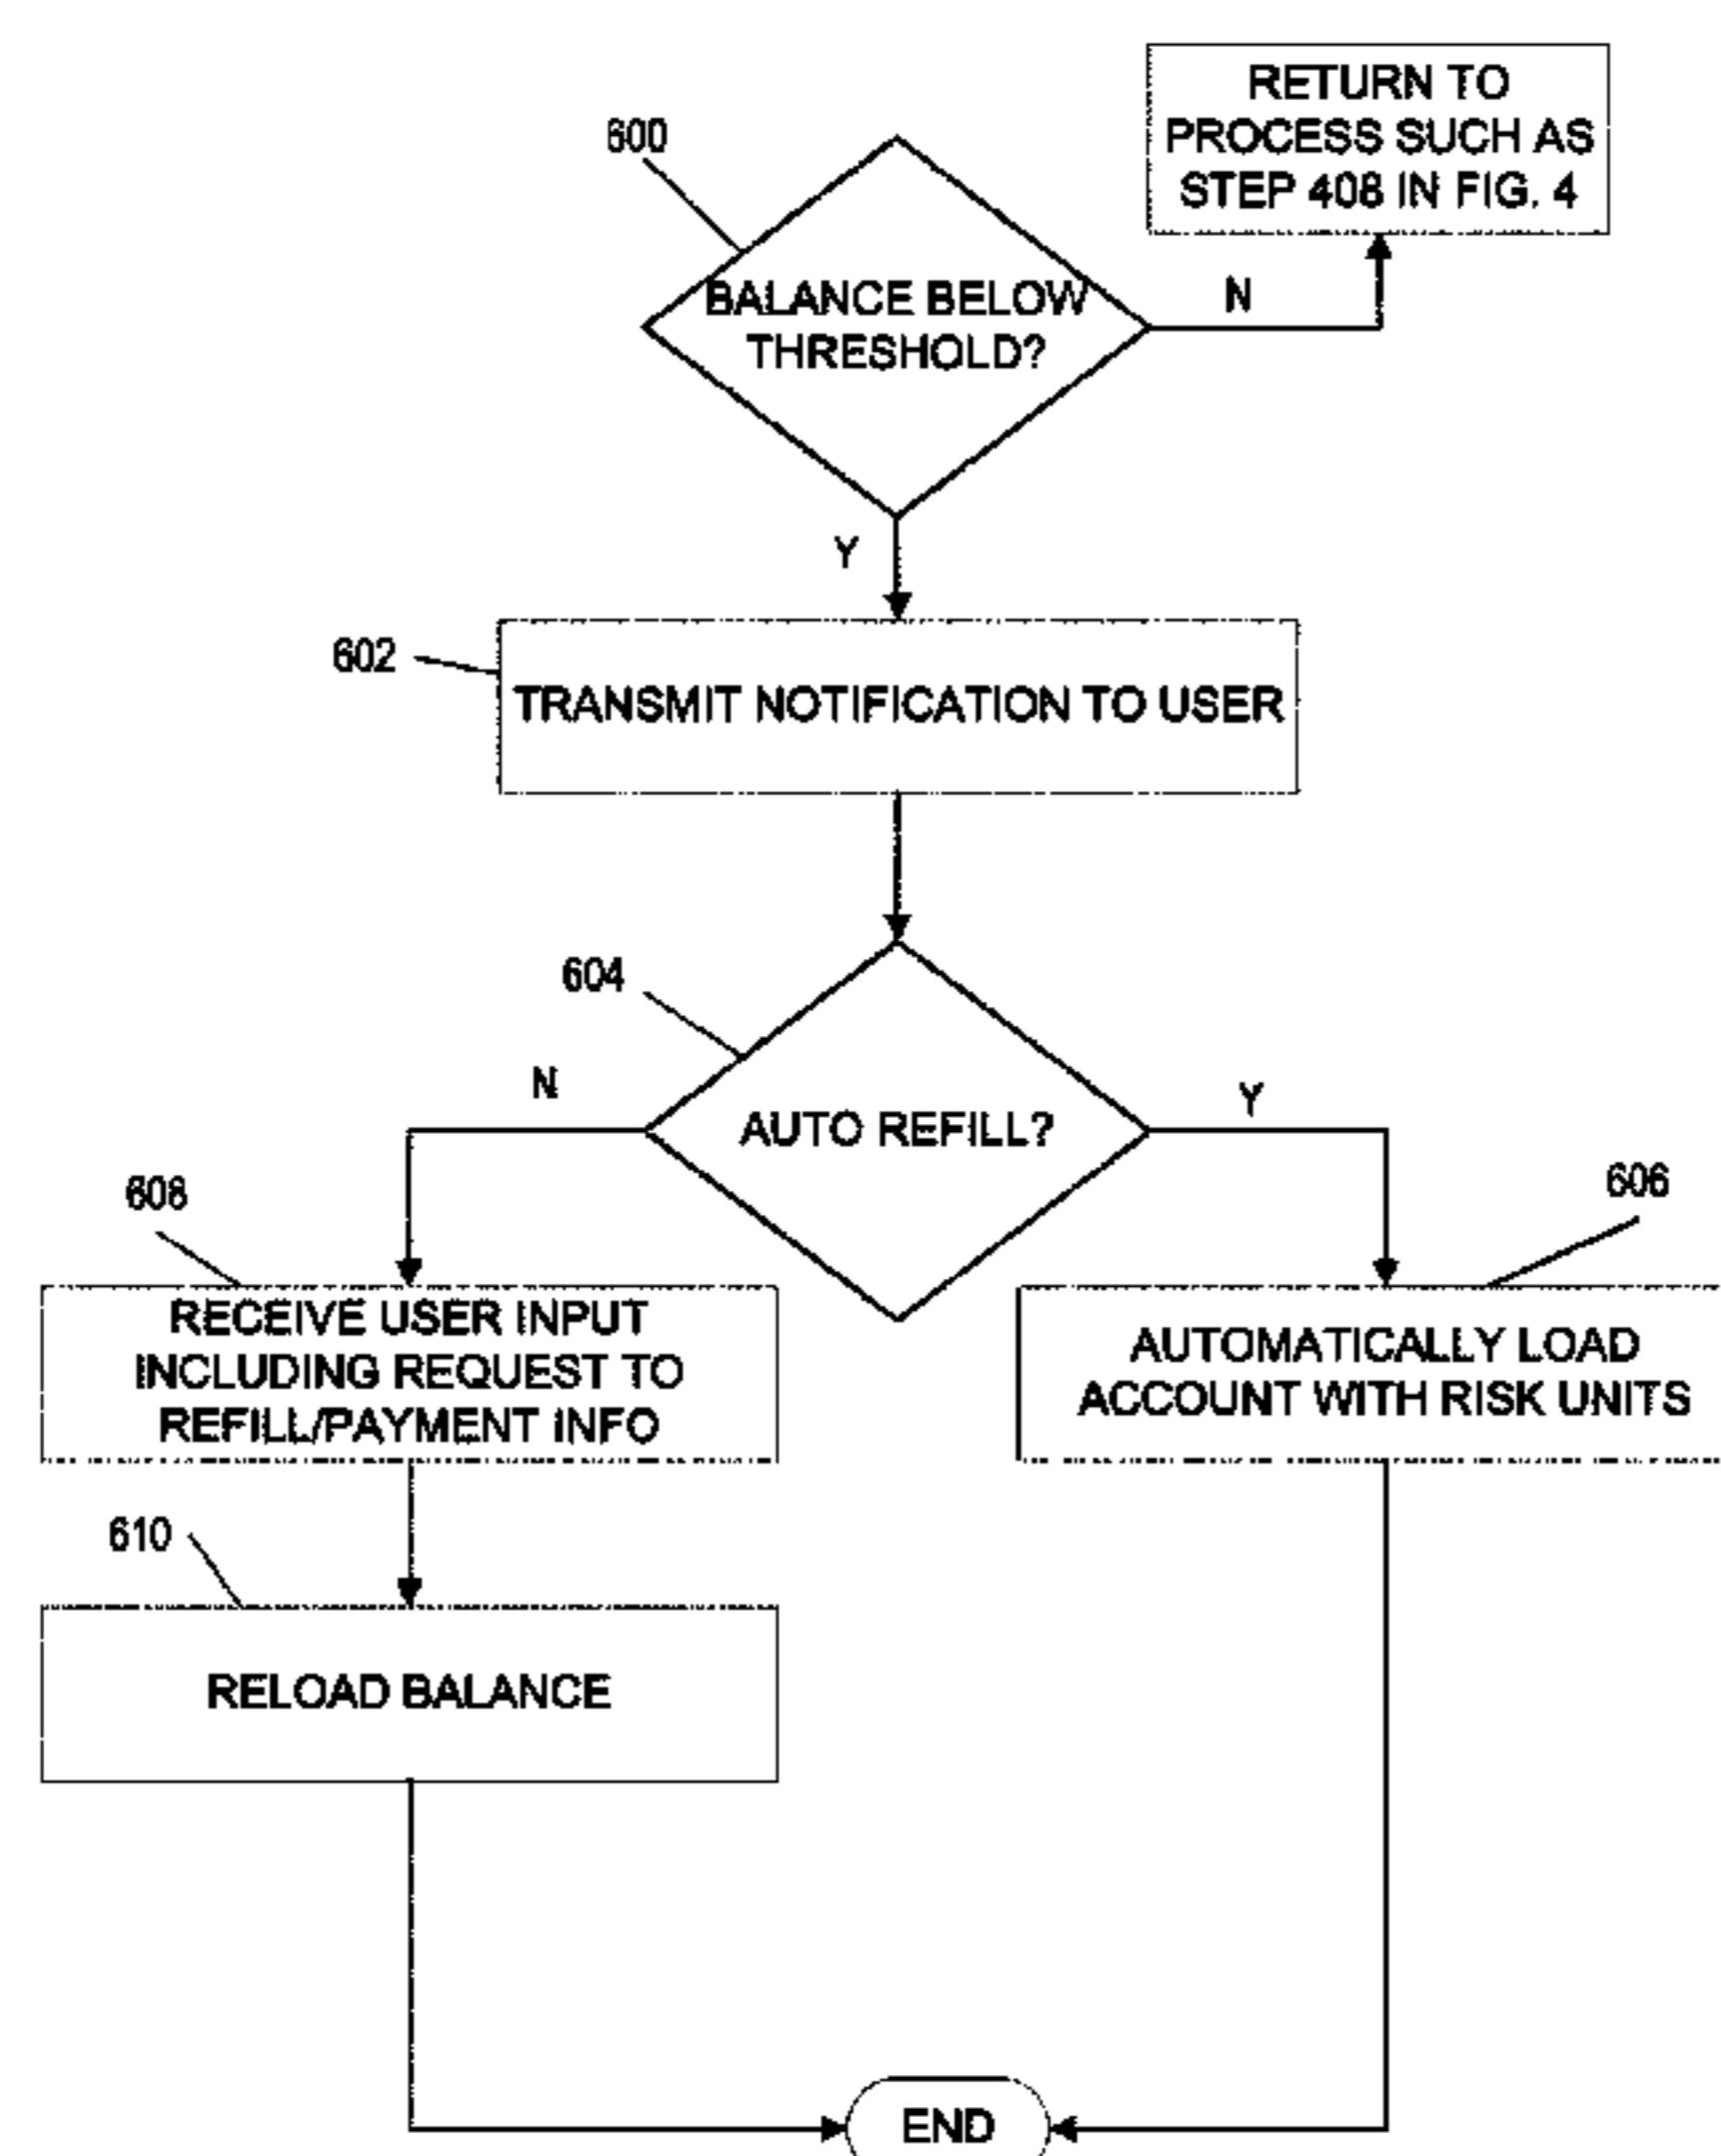 RETURN TO
PROCESS SUCH AS
STEP 408 IN FIG. 4
600
BALANCE BELOW
THRESHOLD?
N
Y
602
TRANSMIT NOTIFICATION TO USER
604
N
AUTO REFILL?
Y
608
606
RECEIVE USER INPUT
INCLUDING REQUEST TO
REFILL/PAYMENT INFO
AUTOMATICALLY LOAD
ACCOUNT WITH RISK UNITS
610
RELOAD BALANCE
END